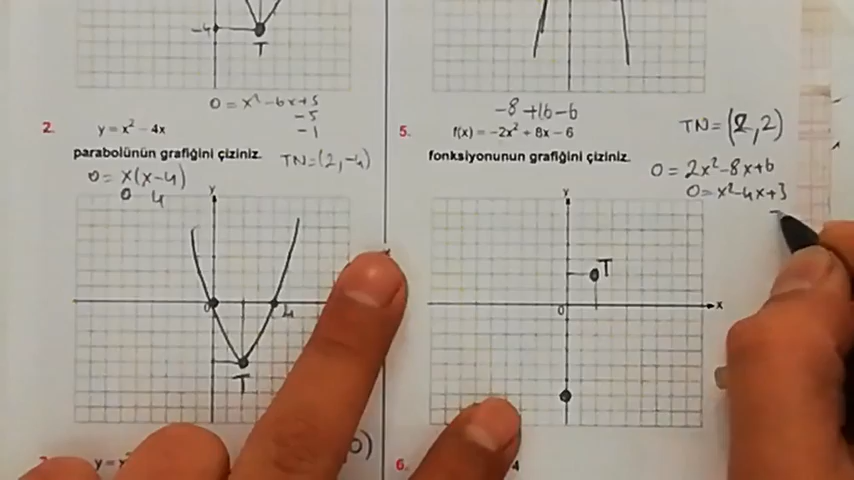 -4
T
0 = x² - 6x + 5
-5
-1
2. y = x² - 4x
parabolünün grafiğini çiziniz.
TN = (2, -4)
0 = x(x-4)
0 4
y
0
4
T
-8 + 16 - 6
5. f(x) = -2x² + 8x - 6
fonksiyonunun grafiğini çiziniz.
TN = (2, 2)
0 = 2x² - 8x + 6
0 = x² - 4x + 3
y
T
0
x
6.
4